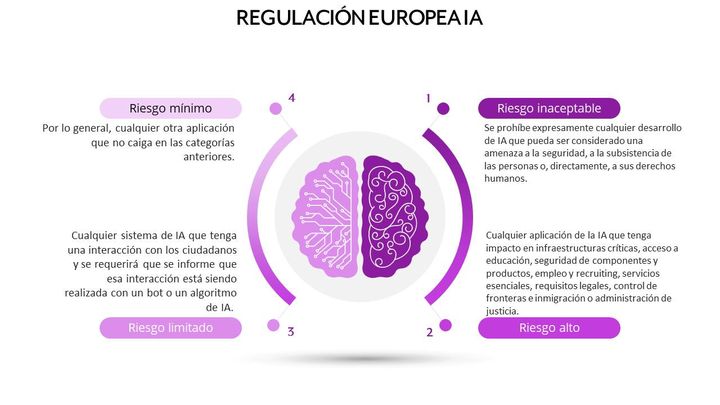 REGULACIÓN EUROPEA IA
4
Riesgo mínimo
Por lo general, cualquier otra aplicación
que no caiga en las categorías
anteriores.
1
Riesgo inaceptable
Se prohíbe expresamente cualquier desarrollo
de IA que pueda ser considerado una
amenaza a la seguridad, a la subsistencia de
las personas o, directamente, a sus derechos
humanos.
Cualquier sistema de IA que tenga
una interacción con los ciudadanos
y se requerirá que se informe que
esa interacción está siendo
realizada con un bot o un algoritmo
de IA.
Riesgo limitado
3
Cualquier aplicación de la IA que tenga
impacto en infraestructuras críticas, acceso a
educación, seguridad de componentes y
productos, empleo y recruiting, servicios
esenciales, requisitos legales, control de
fronteras e inmigración o administración de
justicia.
2
Riesgo alto